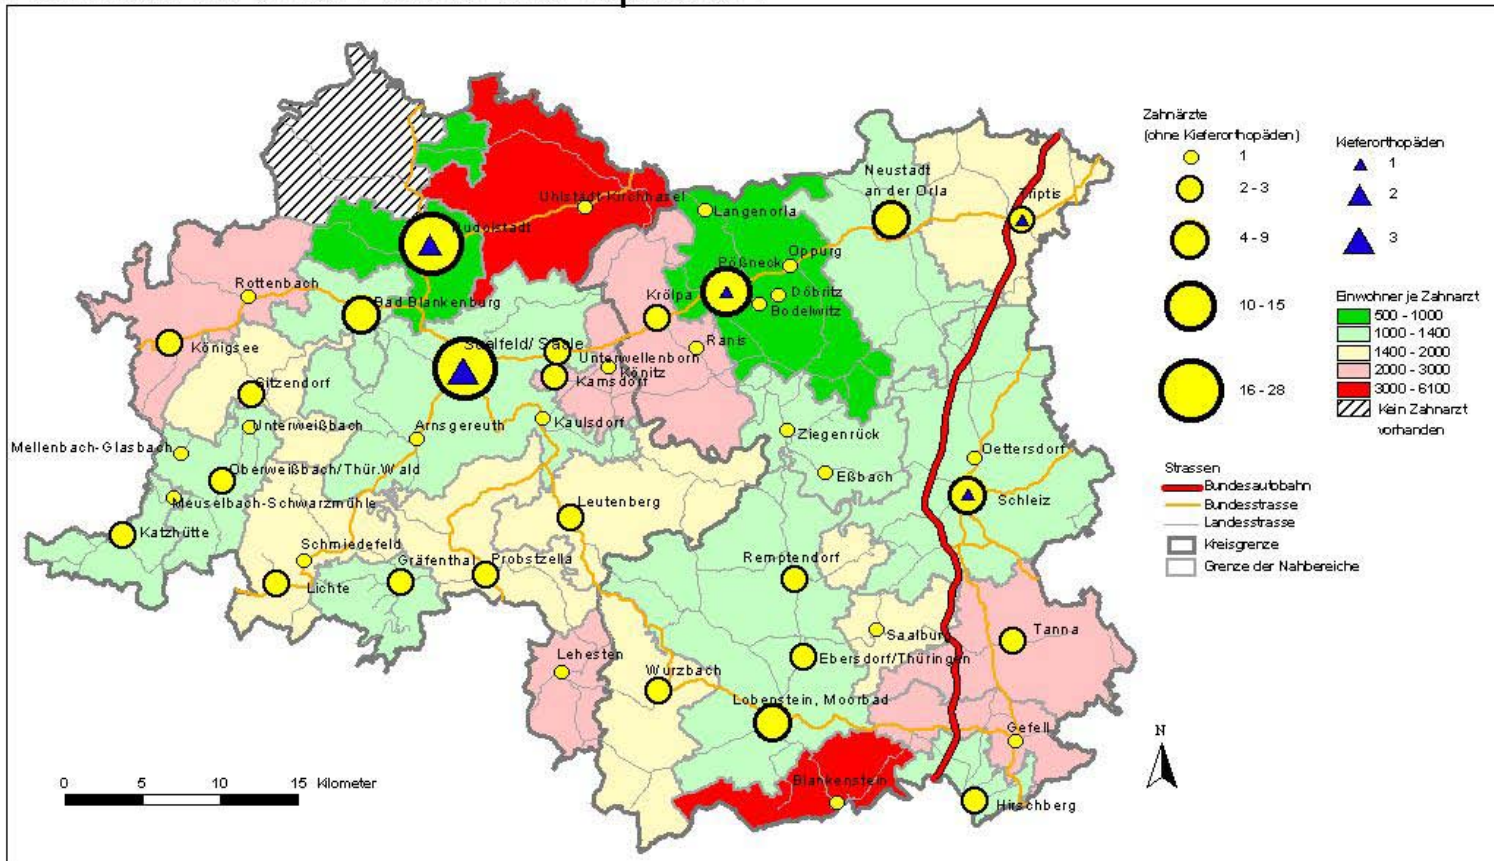 Uhlstädt-Kirchhasel
Langenorla
Neustadt
an der Orla
Triptis
Rudolstadt
Oppurg
Pößneck
Döbritz
Bodelwitz
Rottenbach
Bad Blankenburg
Krölpa
Königsee
Saalfeld/ Saale
Unterwellenborn
Ranis
Könitz
Kamsdorf
Sitzendorf
Unterweißbach
Arnsgereuth
Kaulsdorf
Ziegenrück
Mellenbach-Glasbach
Oberweißbach/Thür.Wald
Eßbach
Oettersdorf
Meuselbach-Schwarzmühle
Leutenberg
Schleiz
Katzhütte
Schmiedefeld
Gräfenthal
Probstzella
Remptendorf
Lichte
Saalburg
Tanna
Lehesten
Wurzbach
Ebersdorf/Thüringen
Lobenstein, Moorbad
Gefell
Blankenstein
Hirschberg
0 5 10 15 Kilometer
N
Zahnärzte
(ohne Kieferorthopäden)
1
2 - 3
4 - 9
10 - 15
16 - 28
Kieferorthopäden
1
2
3
Einwohner je Zahnarzt
500 - 1000
1000 - 1400
1400 - 2000
2000 - 3000
3000 - 6100
Kein Zahnarzt
vorhanden
Strassen
Bundesautobahn
Bundesstrasse
Landesstrasse
Kreisgrenze
Grenze der Nahbereiche